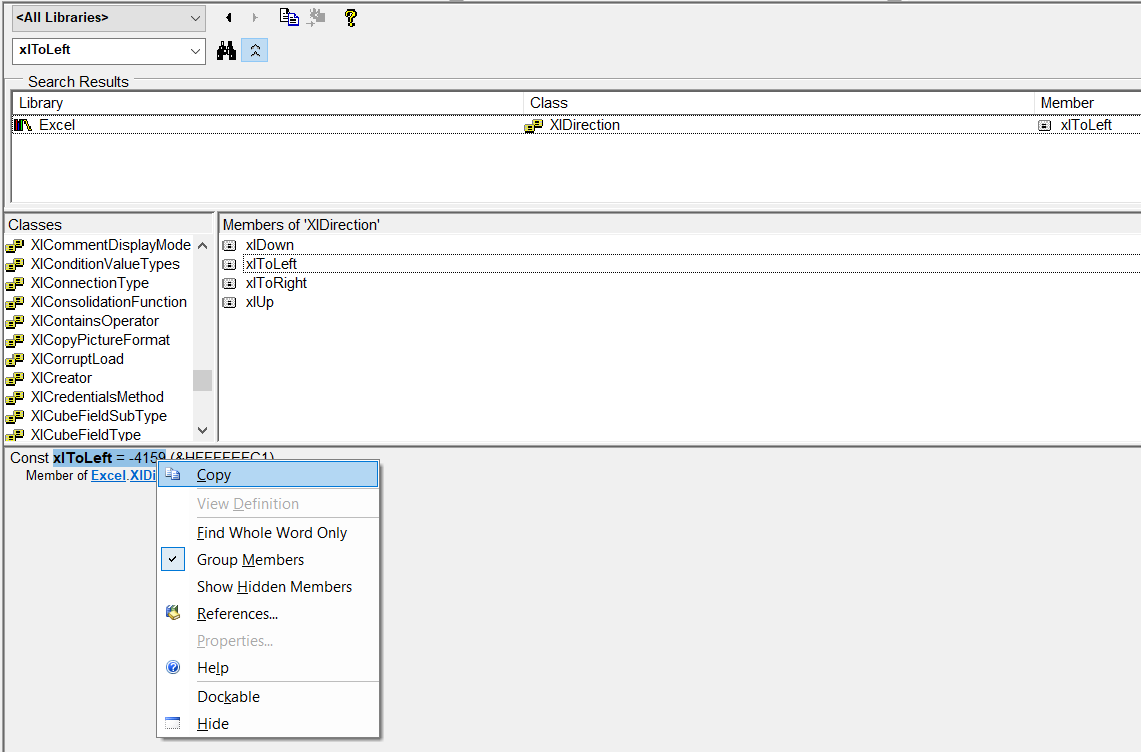 <All Libraries>
xlToLeft
Search Results
Library Class Member
Excel XlDirection xlToLeft
Classes
XlCommentDisplayMode
XlConditionValueTypes
XlConnectionType
XlConsolidationFunction
XlContainsOperator
XlCopyPictureFormat
XlCorruptLoad
XlCreator
XlCredentialsMethod
XlCubeFieldSubType
XlCubeFieldType
Members of 'XlDirection'
xlDown
xlToLeft
xlToRight
xlUp
Const xlToLeft = -4159 (&HFFFFEFC1)
Member of Excel.XlDi
Copy
View Definition
Find Whole Word Only
Group Members
Show Hidden Members
References...
Properties...
Help
Dockable
Hide